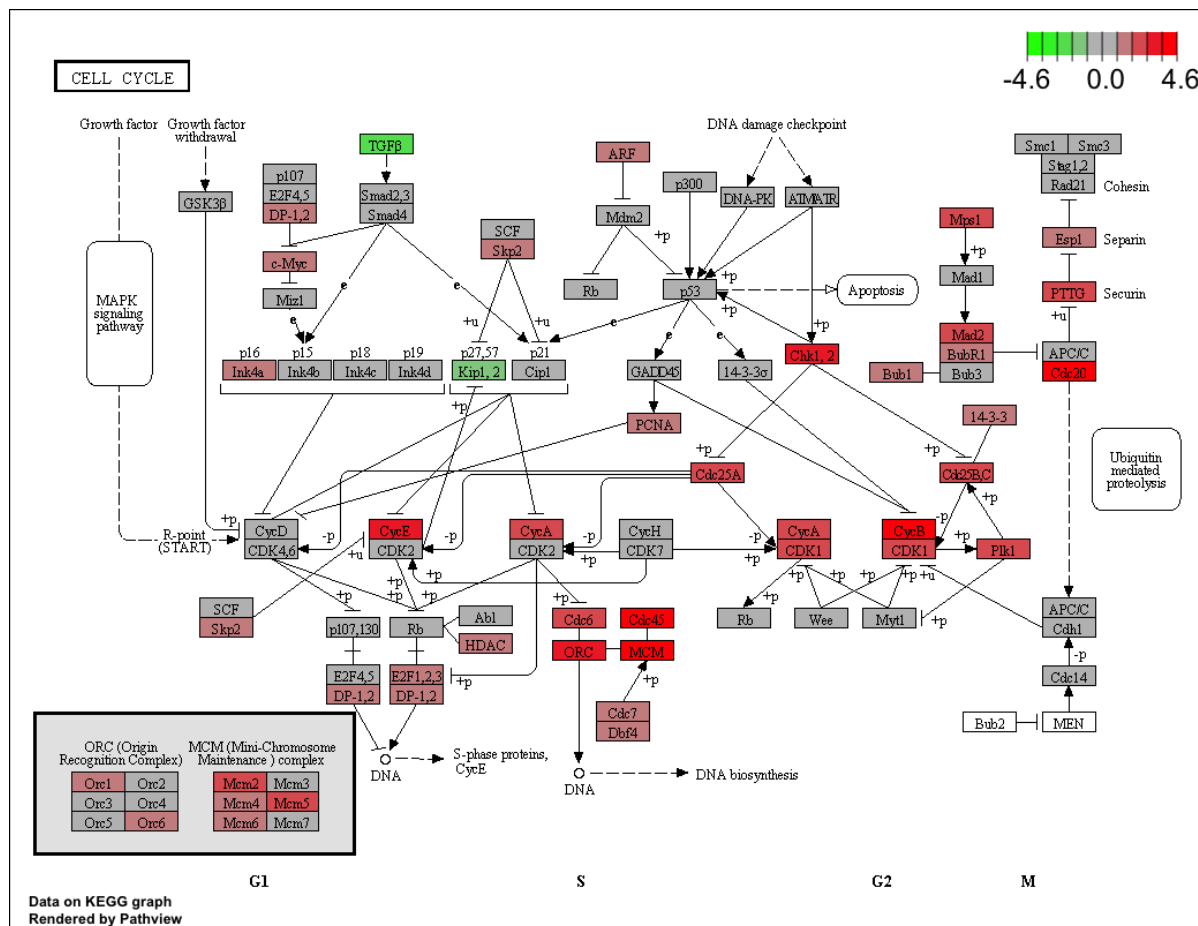 -4.6 0.0 4.6
CELL CYCLE
Growth factor
Growth factor
withdrawal
TGFβ
ARF
DNA damage checkpoint
Smc1 Smc3
Stag1,2
Rad21
Cohesin
p107
E2F4,5
DP-1,2
GSK3β
Smad2,3
Smad4
p300
DNA-PK
ATM/ATR
Mdm2
+p
Mps1
+p
Esp1
Separin
SCF
Skp2
c-Myc
Miz1
Rb
p53
+p
+p
Apoptosis
Mad1
PTTG
Securin
+u
MAPK
signaling
pathway
e
e
e
e
e
e
+u
+u
+p
Chk1, 2
Mad2
BubR1
Bub3
Bub1
APC/C
Cdc20
p16
Ink4a
p15
Ink4b
p18
Ink4c
p19
Ink4d
p27,57
Kip1, 2
p21
Cip1
GADD45
14-3-3σ
+p
PCNA
14-3-3
+p
Cdc25A
-p
Cdc25B,C
+p
Ubiquitin
mediated
proteolysis
R-point
(START)
+p
CycD
CDK4,6
-p
CycE
CDK2
-p
CycA
CDK2
-p
+p
CycH
CDK7
+p
CycA
CDK1
CycB
CDK1
-p
+p
Plk1
+u
+p
+p
+p
+p
+p
+p
+p
+u
SCF
Skp2
p107,130
Rb
Abl
HDAC
Cdc6
Cdc45
ORC
MCM
Rb
Wee
Myt1
+p
APC/C
Cdh1
-p
E2F4,5
DP-1,2
E2F1,2,3
DP-1,2
+p
+p
Cdc7
Dbf4
Cdc14
Bub2
MEN
DNA
S-phase proteins,
CycE
DNA
DNA biosynthesis
ORC (Origin
Recognition Complex)
MCM (Mini-Chromosome
Maintenance ) complex
Orc1 Orc2 Mcm2 Mcm3
Orc3 Orc4 Mcm4 Mcm5
Orc5 Orc6 Mcm6 Mcm7
G1 S G2 M
Data on KEGG graph
Rendered by Pathview